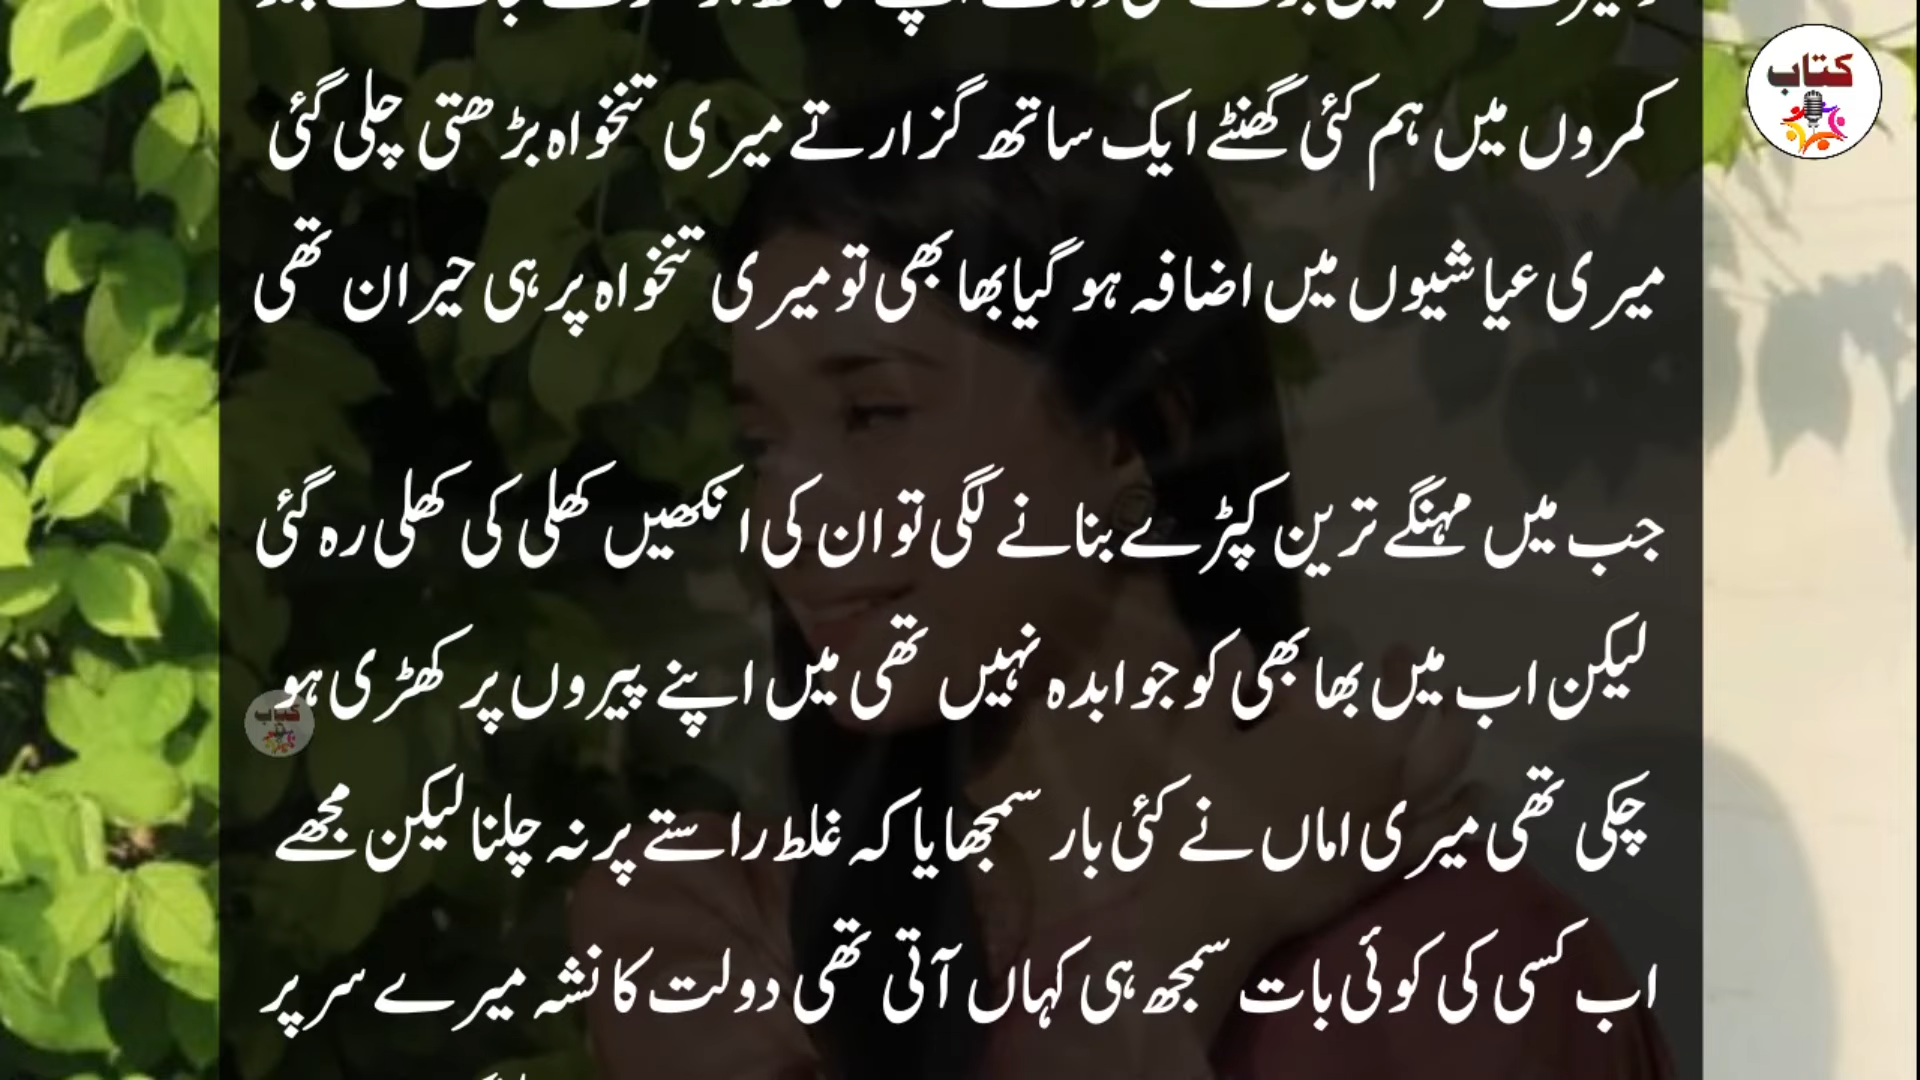 کمروں میں ہم کئی گھنٹے ایک ساتھ گزارتے میری تنخواہ بڑھتی چلی گئی
میری عیاشیوں میں اضافہ ہو گیا بھابھی تو میری تنخواہ پر ہی حیران تھی
جب میں مہنگے ترین کپڑے بنانے لگی تو ان کی انکھیں کھلی کی کھلی رہ گئی
لیکن اب میں بھابھی کو جوابدہ نہیں تھی میں اپنے پیروں پر کھڑی ہو
چکی تھی میری اماں نے کئی بار سمجھایا کہ غلط راستے پر نہ چلنا لیکن مجھے
اب کسی کی کوئی بات سمجھ ہی کہاں آتی تھی دولت کا نشہ میرے سر پر
کتاب
کتاب